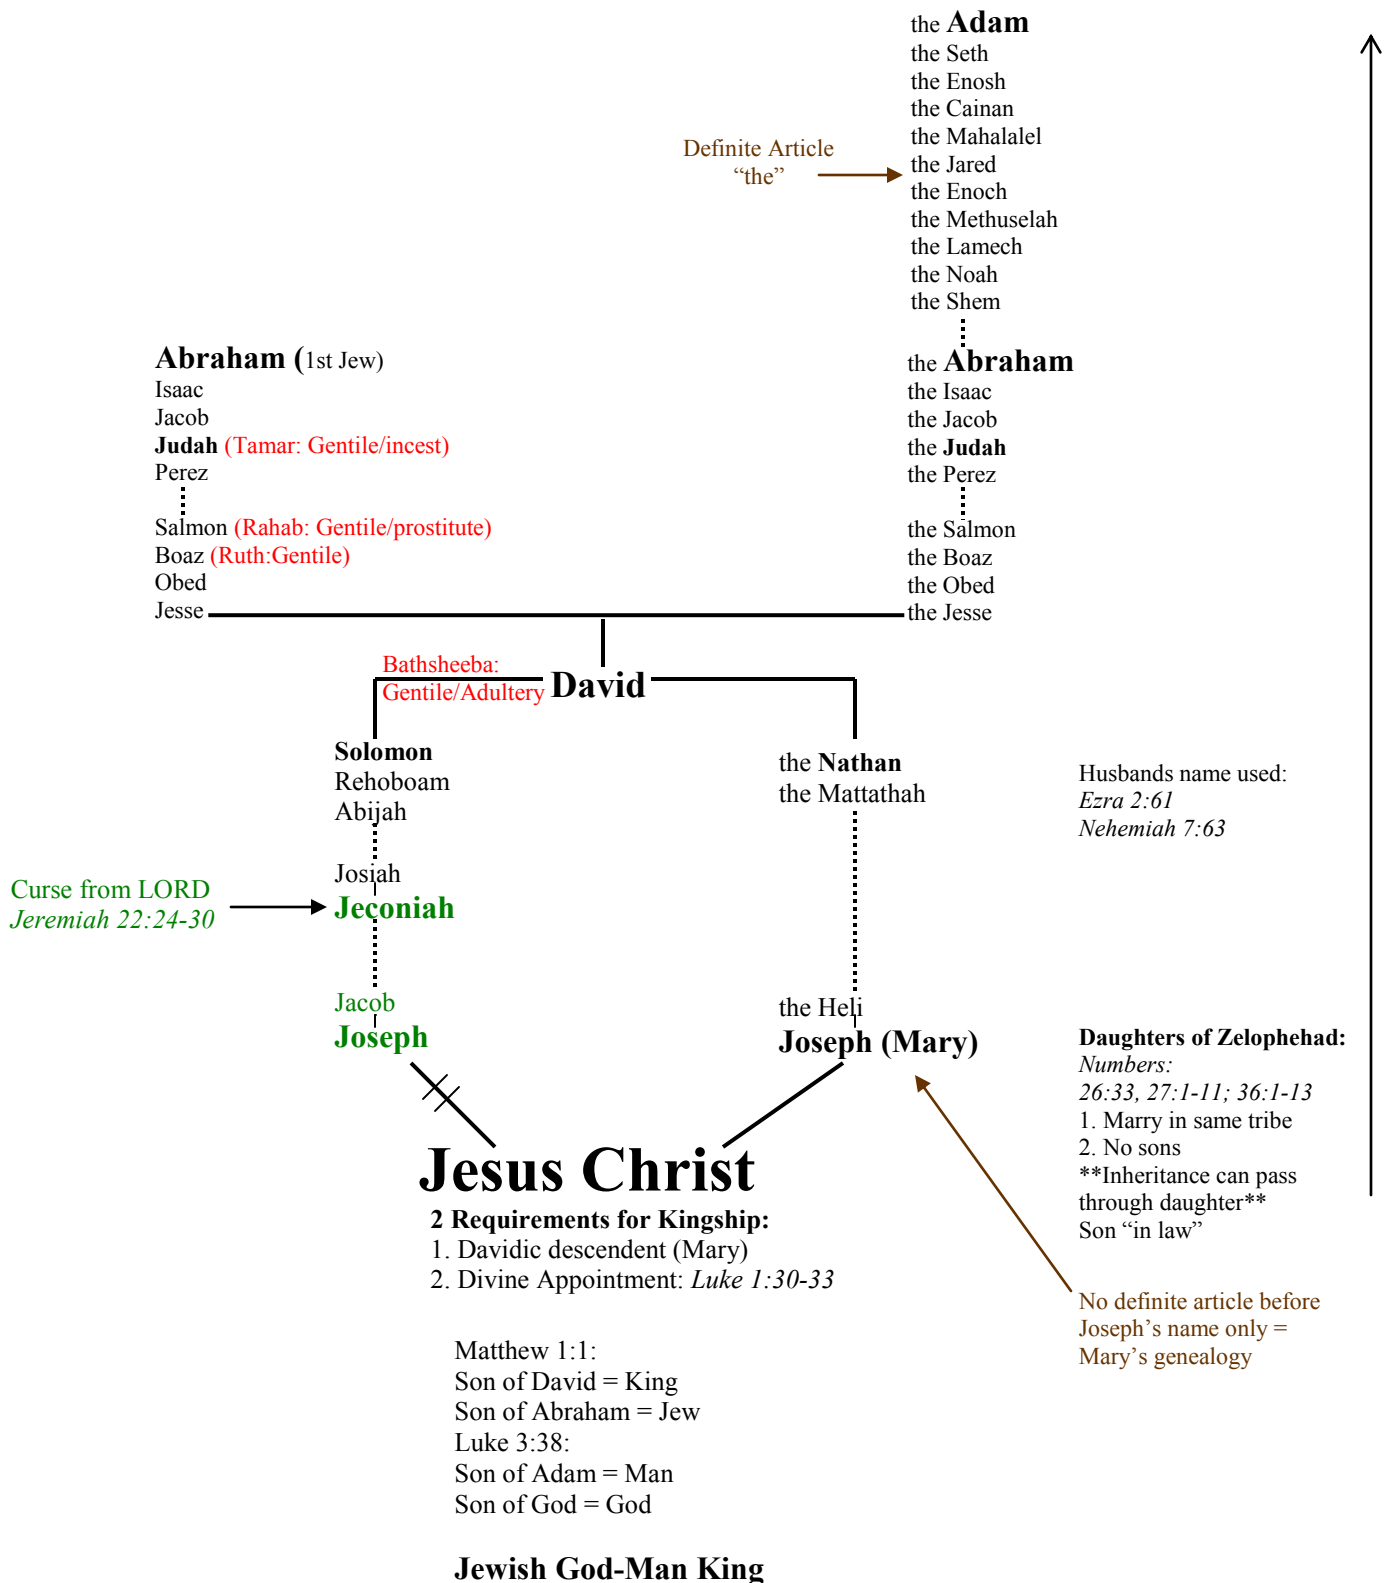 the Adam
the Seth
the Enosh
the Cainan
the Mahalalel
the Jared
the Enoch
the Methuselah
the Lamech
the Noah
the Shem
Definite Article
“the”
Abraham (1st Jew)
Isaac
Jacob
Judah (Tamar: Gentile/incest)
Perez
Salmon (Rahab: Gentile/prostitute)
Boaz (Ruth:Gentile)
Obed
Jesse
the Abraham
the Isaac
the Jacob
the Judah
the Perez
the Salmon
the Boaz
the Obed
the Jesse
Bathsheeba:
Gentile/Adultery
David
Solomon
Rehoboam
Abijah
Josiah
Jeconiah
Curse from LORD
Jeremiah 22:24-30
Jacob
Joseph
the Nathan
the Mattathah
the Heli
Joseph (Mary)
Husbands name used:
Ezra 2:61
Nehemiah 7:63
Daughters of Zelophehad:
Numbers:
26:33, 27:1-11; 36:1-13
1. Marry in same tribe
2. No sons
**Inheritance can pass
through daughter**
Son “in law”
No definite article before
Joseph’s name only =
Mary’s genealogy
Jesus Christ
2 Requirements for Kingship:
1. Davidic descendent (Mary)
2. Divine Appointment: Luke 1:30-33
Matthew 1:1:
Son of David = King
Son of Abraham = Jew
Luke 3:38:
Son of Adam = Man
Son of God = God
Jewish God-Man King